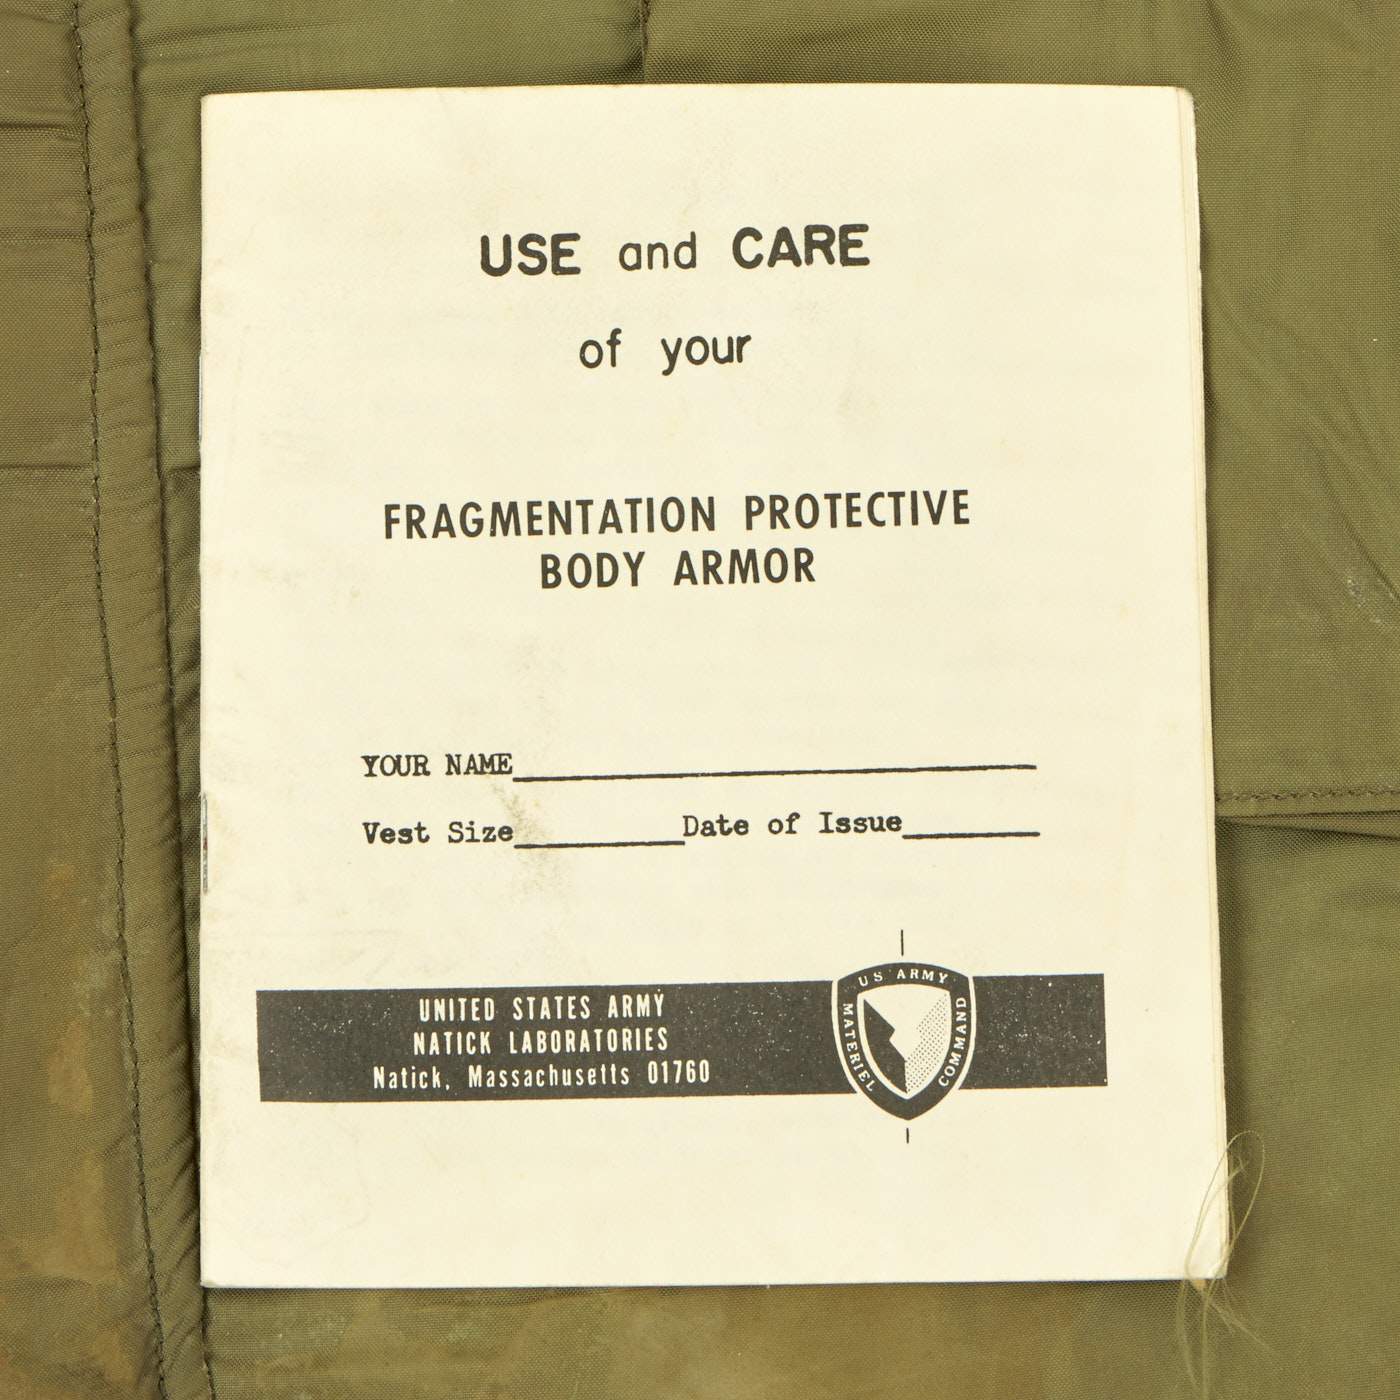 USE and CARE
of your
FRAGMENTATION PROTECTIVE
BODY ARMOR
YOUR NAME
Vest Size Date of Issue
UNITED STATES ARMY
NATICK LABORATORIES
Natick, Massachusetts 01760
US ARMY
MATERIEL
COMMAND